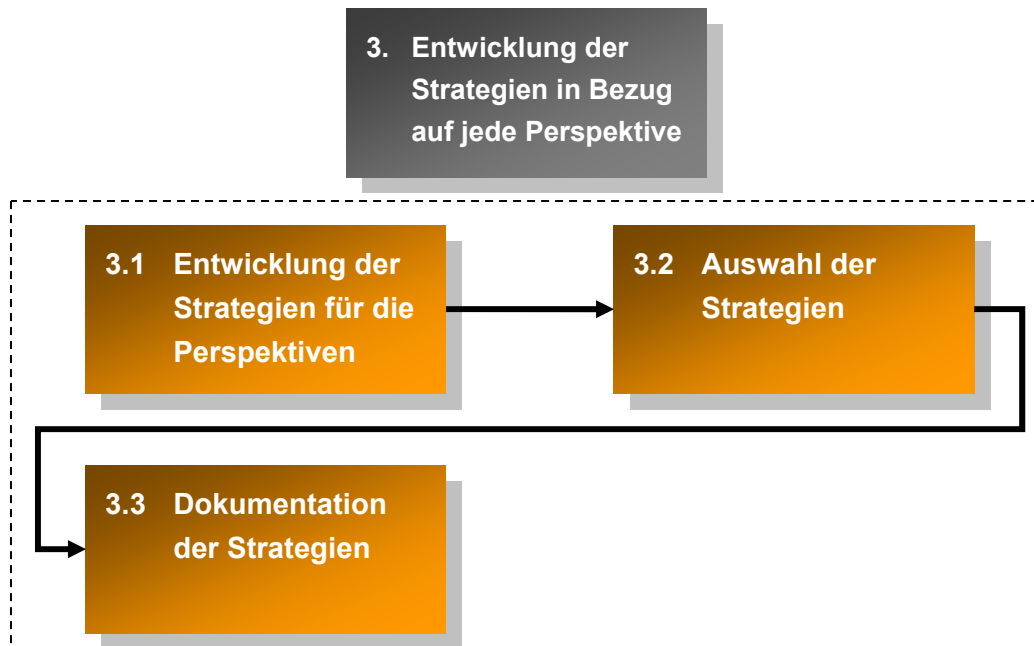 3. Entwicklung der
Strategien in Bezug
auf jede Perspektive
3.1 Entwicklung der
Strategien für die
Perspektiven
3.2 Auswahl der
Strategien
3.3 Dokumentation
der Strategien